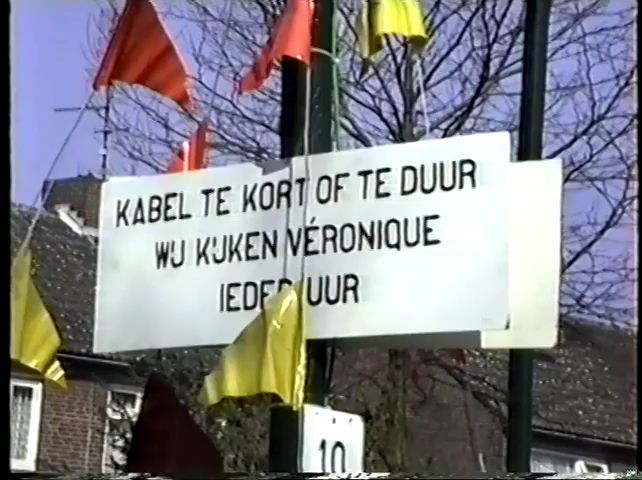 KABEL TE KORT OF TE DUUR
WIJ KIJKEN VÉRONIQUE
IEDER UUR
10